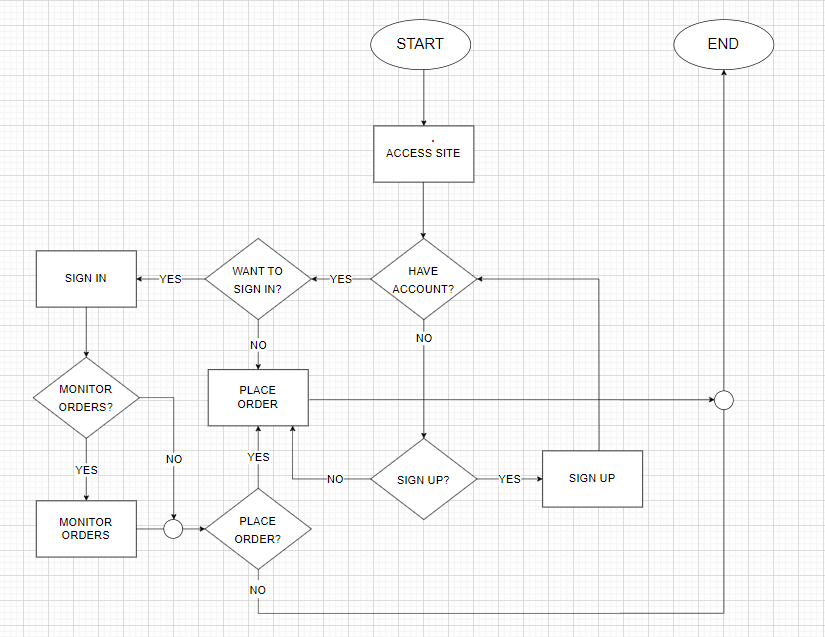 START
END
ACCESS SITE
SIGN IN
YES
WANT TO
SIGN IN?
YES
HAVE
ACCOUNT?
NO
NO
MONITOR
ORDERS?
PLACE
ORDER
NO
YES
YES
NO
SIGN UP?
YES
SIGN UP
MONITOR
ORDERS
PLACE
ORDER?
NO